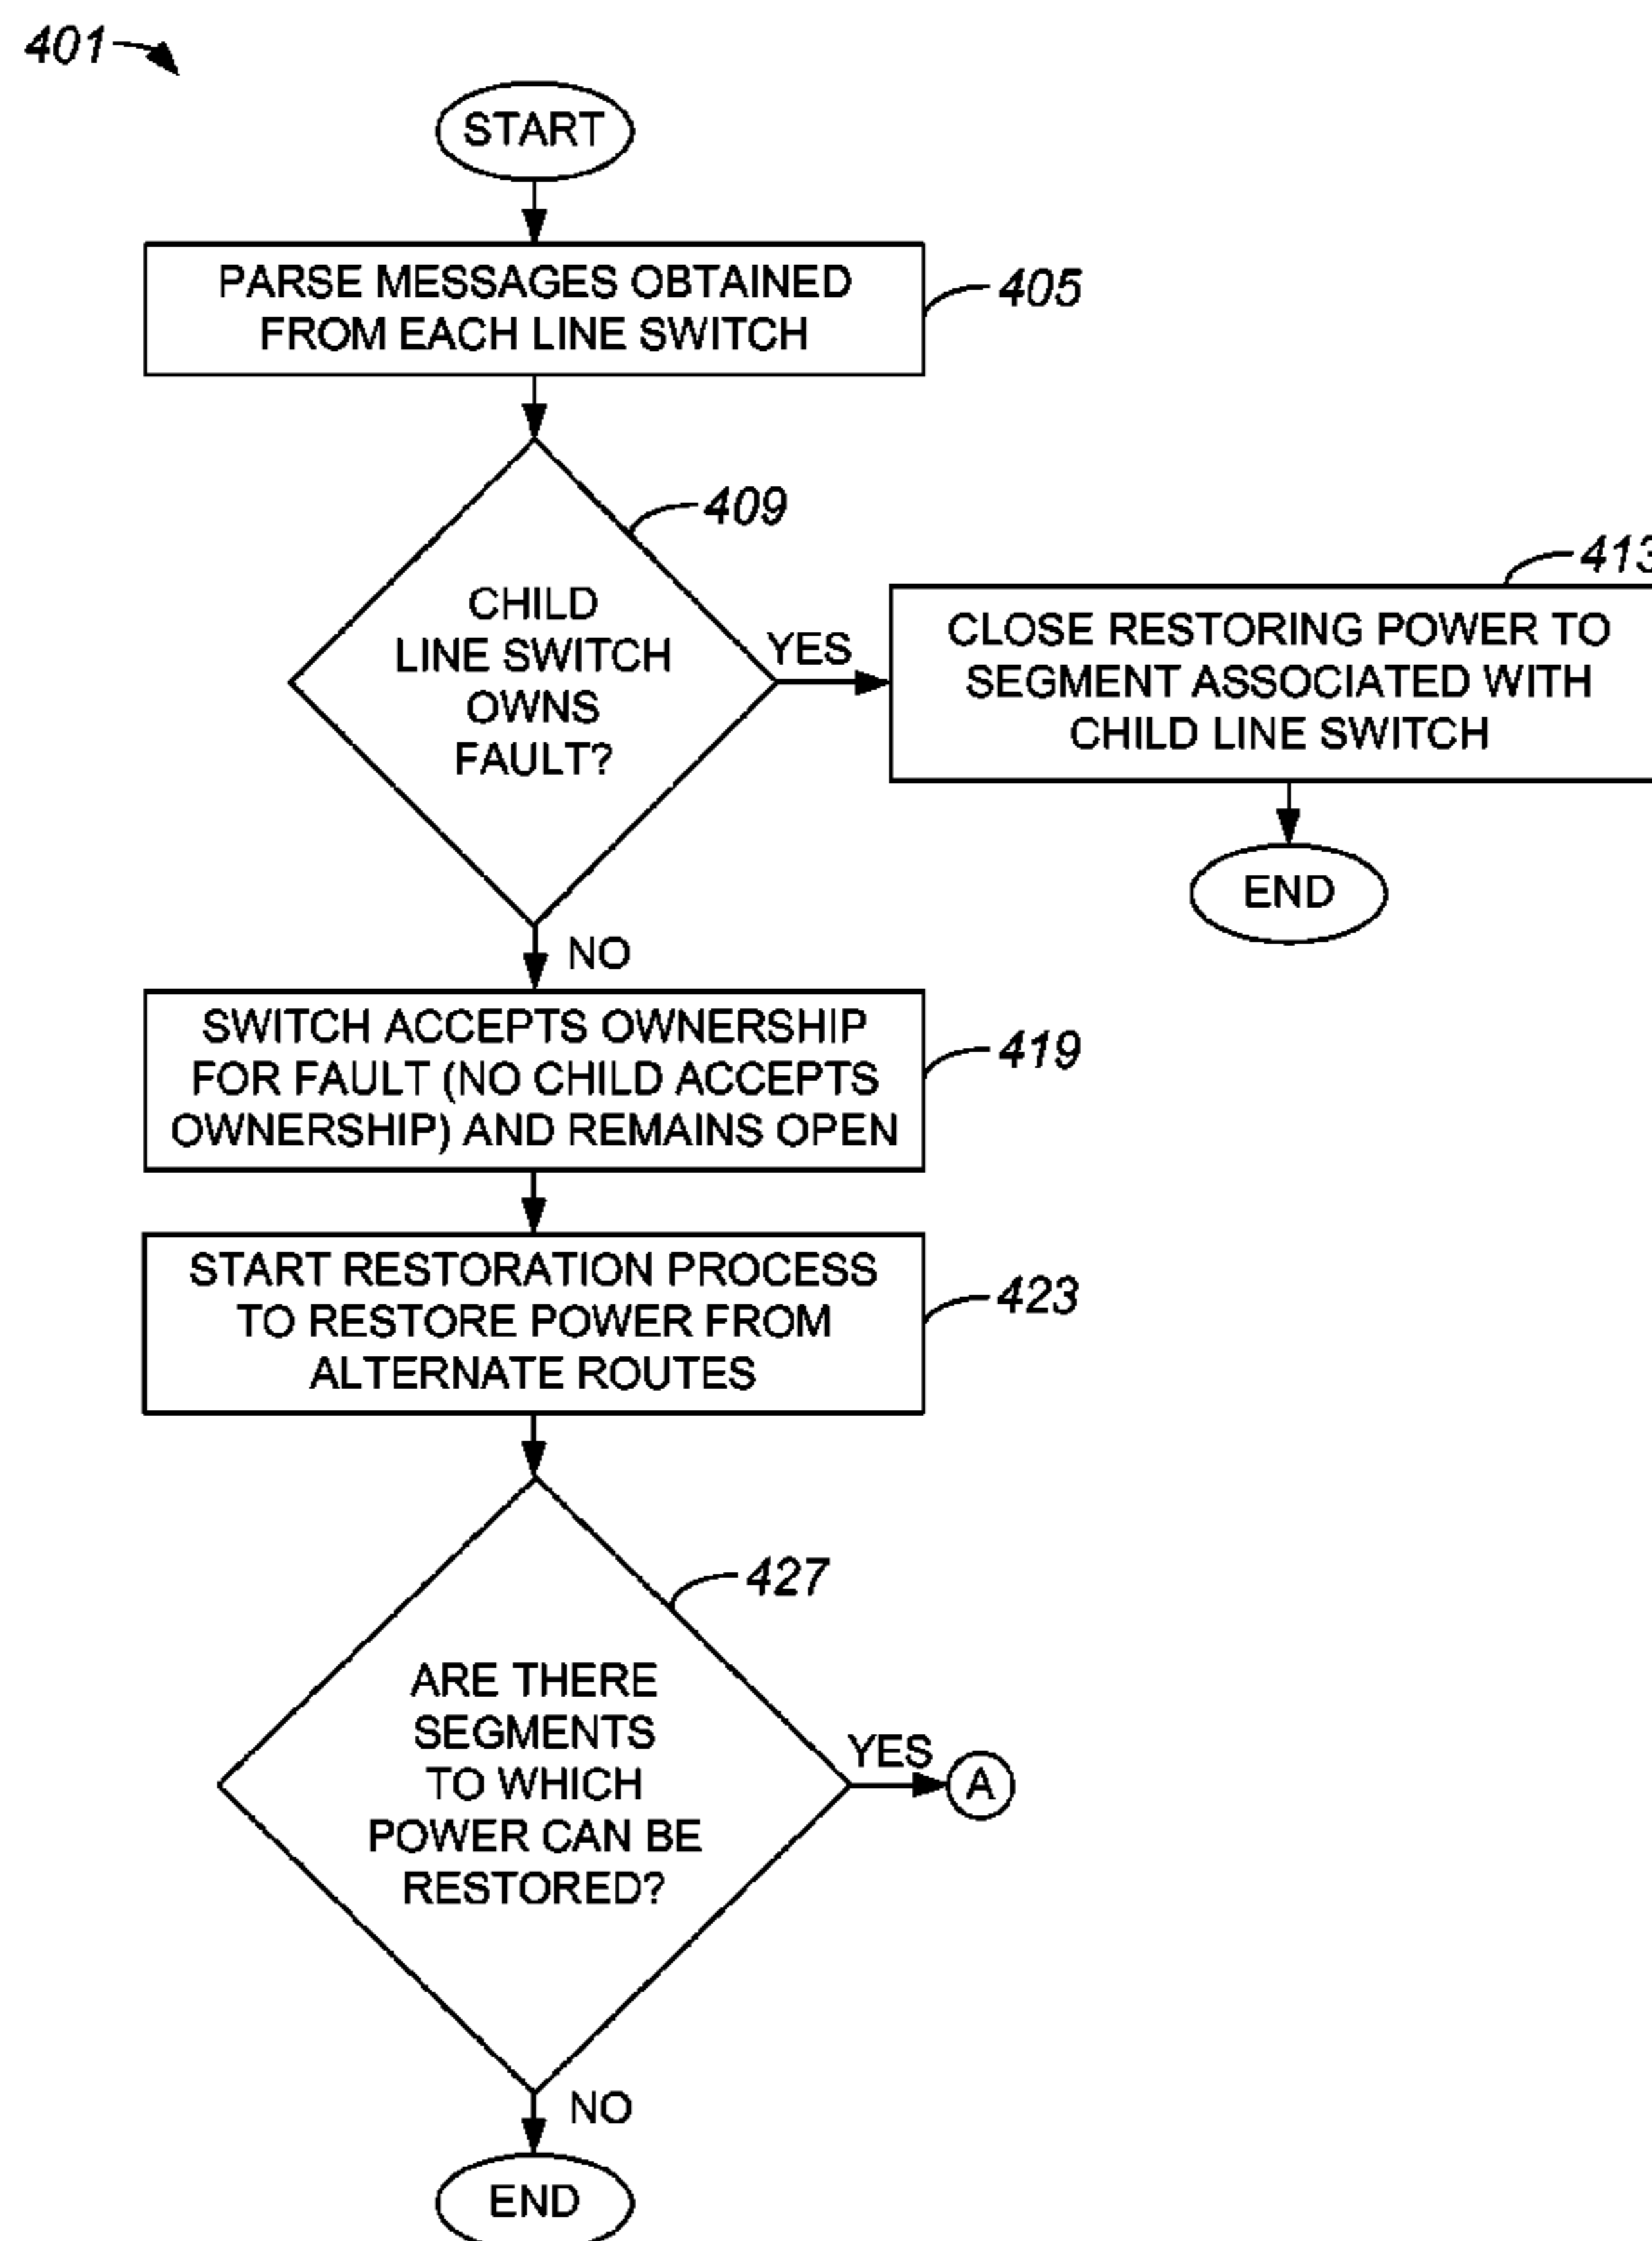 401
START
PARSE MESSAGES OBTAINED
FROM EACH LINE SWITCH
405
409
CHILD
LINE SWITCH
OWNS
FAULT?
YES
413
CLOSE RESTORING POWER TO
SEGMENT ASSOCIATED WITH
CHILD LINE SWITCH
END
NO
SWITCH ACCEPTS OWNERSHIP
FOR FAULT (NO CHILD ACCEPTS
OWNERSHIP) AND REMAINS OPEN
419
START RESTORATION PROCESS
TO RESTORE POWER FROM
ALTERNATE ROUTES
423
427
ARE THERE
SEGMENTS
TO WHICH
POWER CAN BE
RESTORED?
YES
A
NO
END